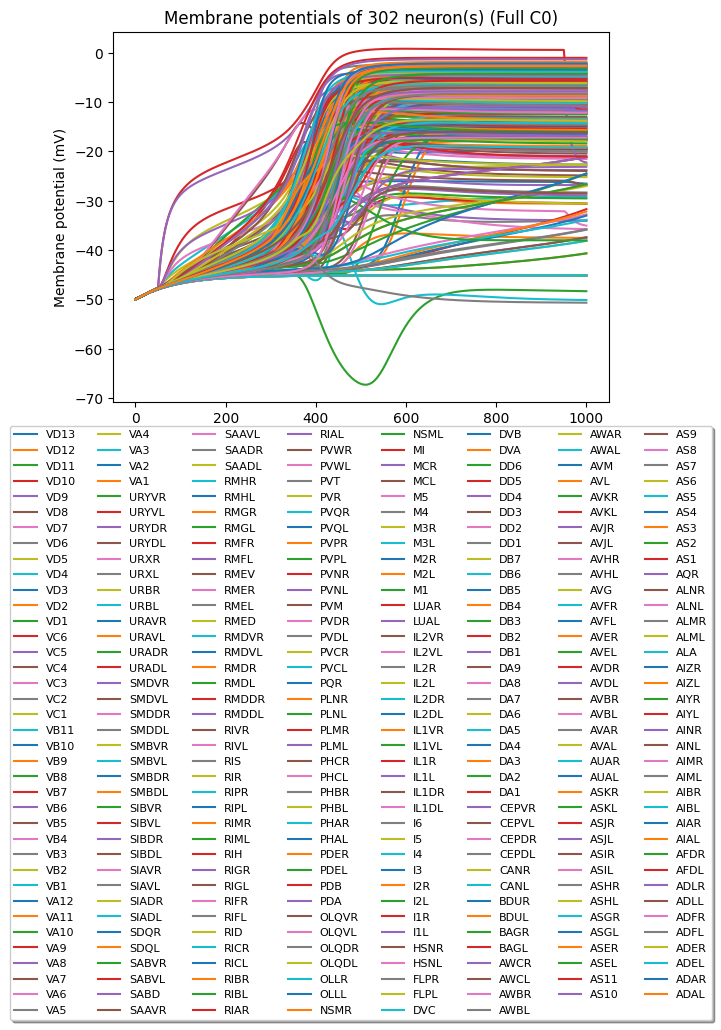 Membrane potentials of 302 neuron(s) (Full C0)
0
−10
−20
−30
−40
−50
−60
−70
Membrane potential (mV)
0 200 400 600 800 1000
VD13 VA4 SAAVL RIAL NSML DVB AWAR AS9
VD12 VA3 SAADR PVWR MI DVA AWAL AS8
VD11 VA2 SAADL PVWL MCR DD6 AVM AS7
VD10 VA1 RMHR PVT MCL DD5 AVL AS6
VD9 URYVR RMHL PVR M5 DD4 AVKR AS5
VD8 URYVL RMGR PVQR M4 DD3 AVKL AS4
VD7 URYDR RMGL PVQL M3R DD2 AVJR AS3
VD6 URYDL RMFR PVPR M3L DD1 AVJL AS2
VD5 URXR RMFL PVPL M2R DB7 AVHR AS1
VD4 URXL RMEV PVNR M2L DB6 AVHL AQR
VD3 URBR RMER PVNL M1 DB5 AVG ALNR
VD2 URBL RMEL PVM LUAR DB4 AVFR ALNL
VD1 URAVR RMED PVDR LUAL DB3 AVFL ALMR
VC6 URAVL RMDVR PVDL IL2VR DB2 AVER ALML
VC5 URADR RMDVL PVCR IL2VL DB1 AVEL ALA
VC4 URADL RMDR PVCL IL2R DA9 AVDR AIZR
VC3 SMDVR RMDL PQR IL2L DA8 AVDL AIZL
VC2 SMDVL RMDDR PLNR IL2DR DA7 AVBR AIYR
VC1 SMDDR RMDDL PLNL IL2DL DA6 AVBL AIYL
VB11 SMDDL RIVR PLMR IL1VR DA5 AVAR AINR
VB10 SMBVR RIVL PLML IL1VL DA4 AVAL AINL
VB9 SMBVL RIS PHCR IL1R DA3 AUAR AIMR
VB8 SMBDR RIR PHCL IL1L DA2 AUAL AIML
VB7 SMBDL RIPR PHBR IL1DR DA1 ASKR AIBR
VB6 SIBVR RIPL PHBL IL1DL CEPVR ASKL AIBL
VB5 SIBVL RIMR PHAR I6 CEPVL ASJR AIAR
VB4 SIBDR RIML PHAL I5 CEPDR ASJL AIAL
VB3 SIBDL RIH PDER I4 CEPDL ASIR AFDR
VB2 SIAVR RIGR PDEL I3 CANR ASIL AFDL
VB1 SIAVL RIGL PDB I2R CANL ASHR ADLR
VA12 SIADR RIFR PDA I2L BDUR ASHL ADLL
VA11 SIADL RIFL OLQVR I1R BDUL ASGR ADFR
VA10 SDQR RID OLQVL I1L BAGR ASGL ADFL
VA9 SDQL RICR OLQDR HSNR BAGL ASER ADER
VA8 SABVR RICL OLQDL HSNL AWCR ASEL ADEL
VA7 SABVL RIBR OLLR FLPR AWCL AS11 ADAR
VA6 SABD RIBL OLLL FLPL AWBR AS10 ADAL
VA5 SAAVR RIAR NSMR DVC AWBL